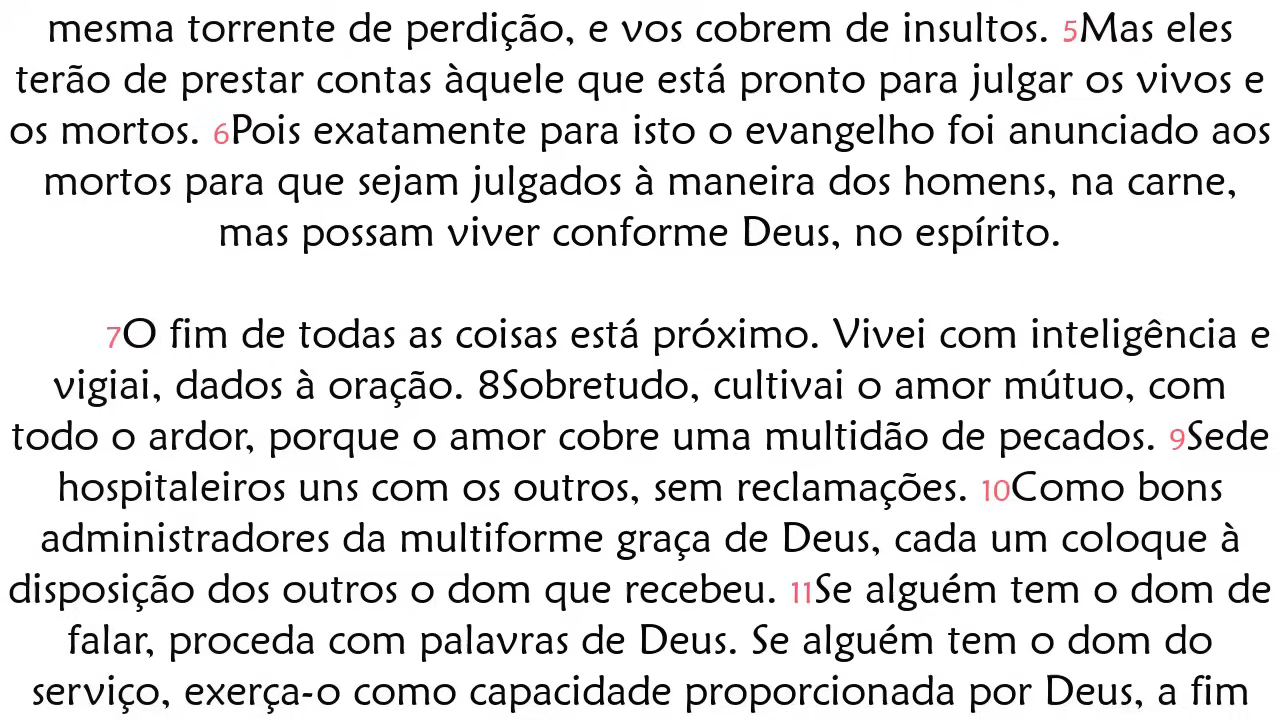 mesma torrente de perdição, e vos cobrem de insultos. 5Mas eles
terão de prestar contas àquele que está pronto para julgar os vivos e
os mortos. 6Pois exatamente para isto o evangelho foi anunciado aos
mortos para que sejam julgados à maneira dos homens, na carne,
mas possam viver conforme Deus, no espírito.
7O fim de todas as coisas está próximo. Vivei com inteligência e
vigiai, dados à oração. 8Sobretudo, cultivai o amor mútuo, com
todo o ardor, porque o amor cobre uma multidão de pecados. 9Sede
hospitaleiros uns com os outros, sem reclamações. 10Como bons
administradores da multiforme graça de Deus, cada um coloque à
disposição dos outros o dom que recebeu. 11Se alguém tem o dom de
falar, proceda com palavras de Deus. Se alguém tem o dom do
serviço, exerça-o como capacidade proporcionada por Deus, a fim